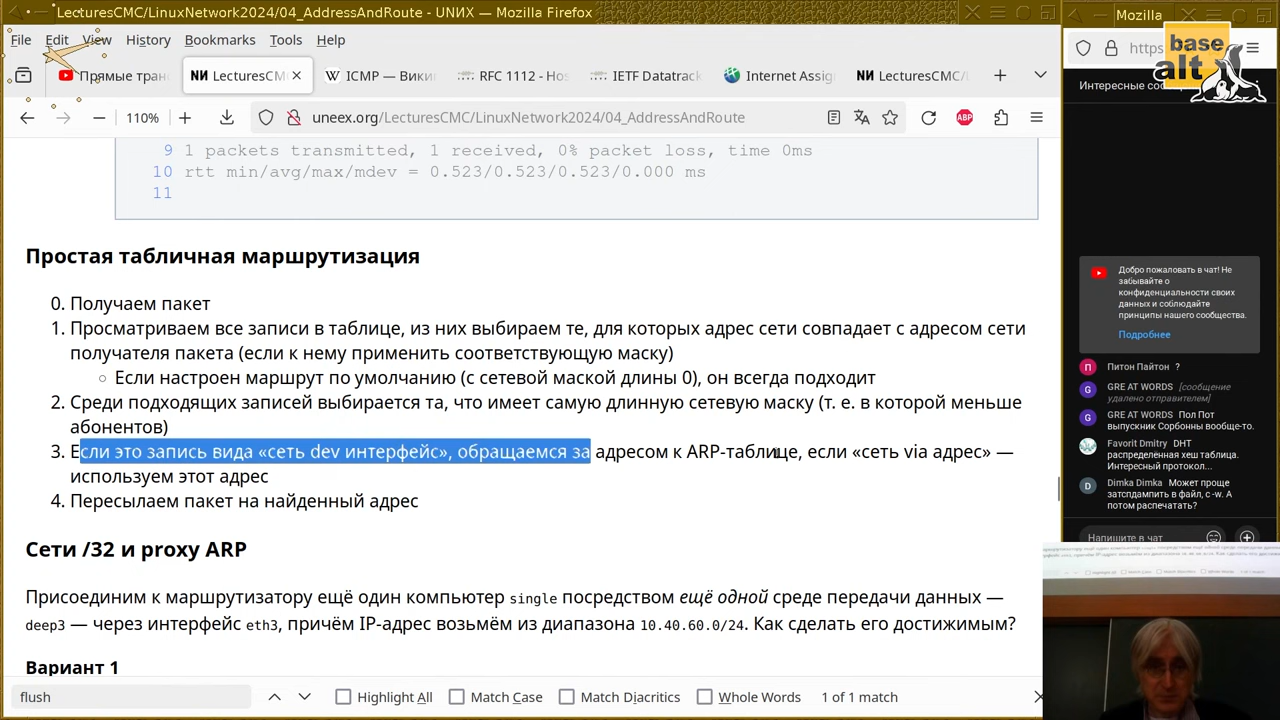 LecturesCMC/LinuxNetwork2024/04_AddressAndRoute - UNИX — Mozilla Firefox
Mozilla
File Edit View History Bookmarks Tools Help
Прямые тран
NИ LecturesCM
W ICMP — Вики
RFC 1112 - Hos
IETF Datatrack
Internet Assig
NИ LecturesCMC/
110%
uneex.org/LecturesCMC/LinuxNetwork2024/04_AddressAndRoute
ABP
https
base
alt
9 1 packets transmitted, 1 received, 0% packet loss, time 0ms
10 rtt min/avg/max/mdev = 0.523/0.523/0.523/0.000 ms
11
Простая табличная маршрутизация
0. Получаем пакет
1. Просматриваем все записи в таблице, из них выбираем те, для которых адрес сети совпадает с адресом сети
получателя пакета (если к нему применить соответствующую маску)
◦ Если настроен маршрут по умолчанию (с сетевой маской длины 0), он всегда подходит
2. Среди подходящих записей выбирается та, что имеет самую длинную сетевую маску (т. е. в которой меньше
абонентов)
3. Если это запись вида «сеть dev интерфейс», обращаемся за адресом к ARP-таблице, если «сеть via адрес» —
используем этот адрес
4. Пересылаем пакет на найденный адрес
Сети /32 и proxy ARP
Присоединим к маршрутизатору ещё один компьютер single посредством ещё одной среде передачи данных —
deep3 — через интерфейс eth3, причём IP-адрес возьмём из диапазона 10.40.60.0/24. Как сделать его достижимым?
Вариант 1
flush
Highlight All Match Case Match Diacritics Whole Words 1 of 1 match
Интересные соо
Добро пожаловать в чат! Не
забывайте о
конфиденциальности своих
данных и соблюдайте
принципы нашего сообщества.
Подробнее
П Питон Пайтон ?
G GREAT WORDS [сообщение
удалено отправителем]
G GREAT WORDS Пол Пот
выпускник Сорбонны вообще-то.
Favorit Dmitry DHT
распределённая хеш таблица.
Интересный протокол...
D Dimka Dimka Может проще
затспдампить в файл, с -w. А
потом распечатать?
Напишите в чат